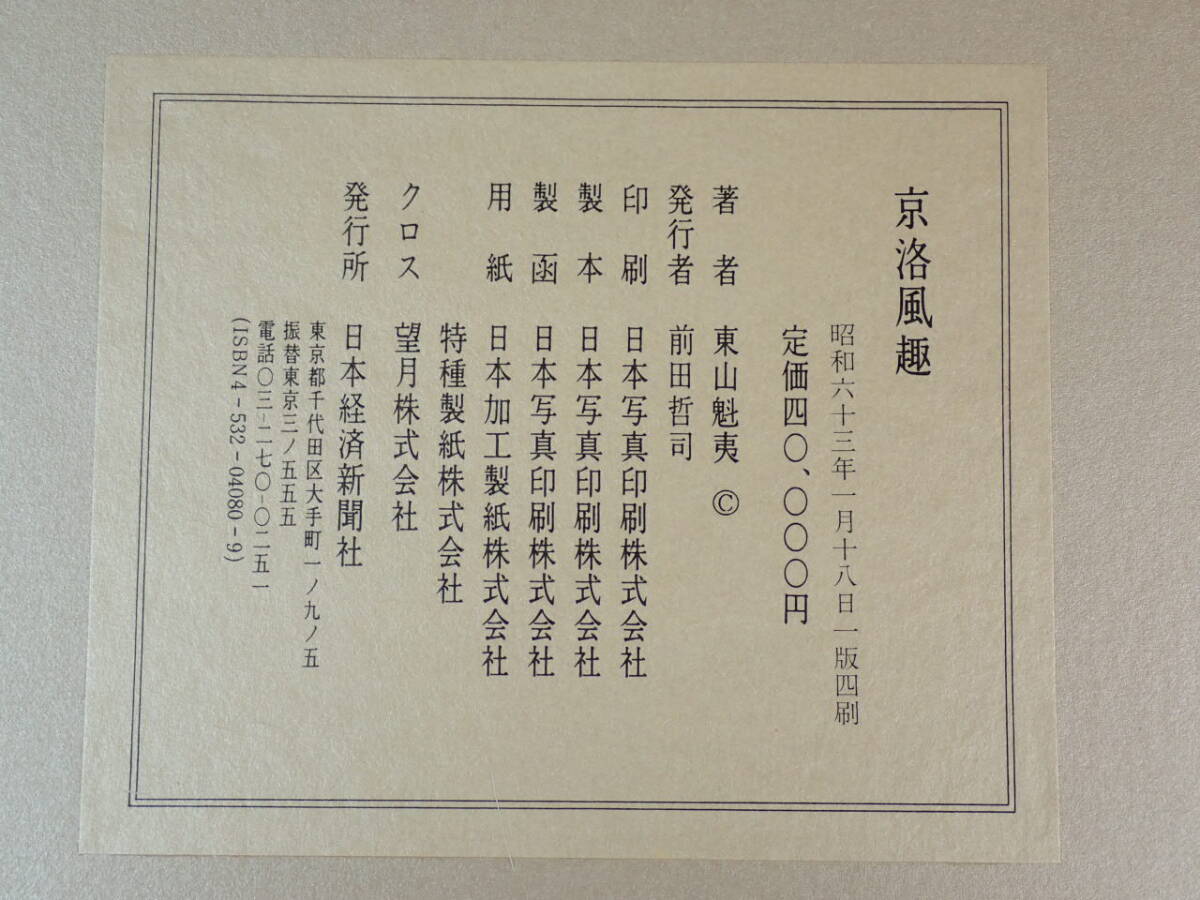 京洛風趣
昭和六十三年一月十八日一版四刷
定価四〇、〇〇〇円
著者 東山魁夷 ©
発行者 前田哲司
印刷 日本写真印刷株式会社
製本 日本写真印刷株式会社
製函 日本写真印刷株式会社
用紙 日本加工製紙株式会社
特種製紙株式会社
クロス 望月株式会社
発行所 日本経済新聞社
東京都千代田区大手町一ノ九ノ五
振替東京三ノ五五五
電話〇三-二七〇-〇二五一
(ISBN4-532-04080-9)